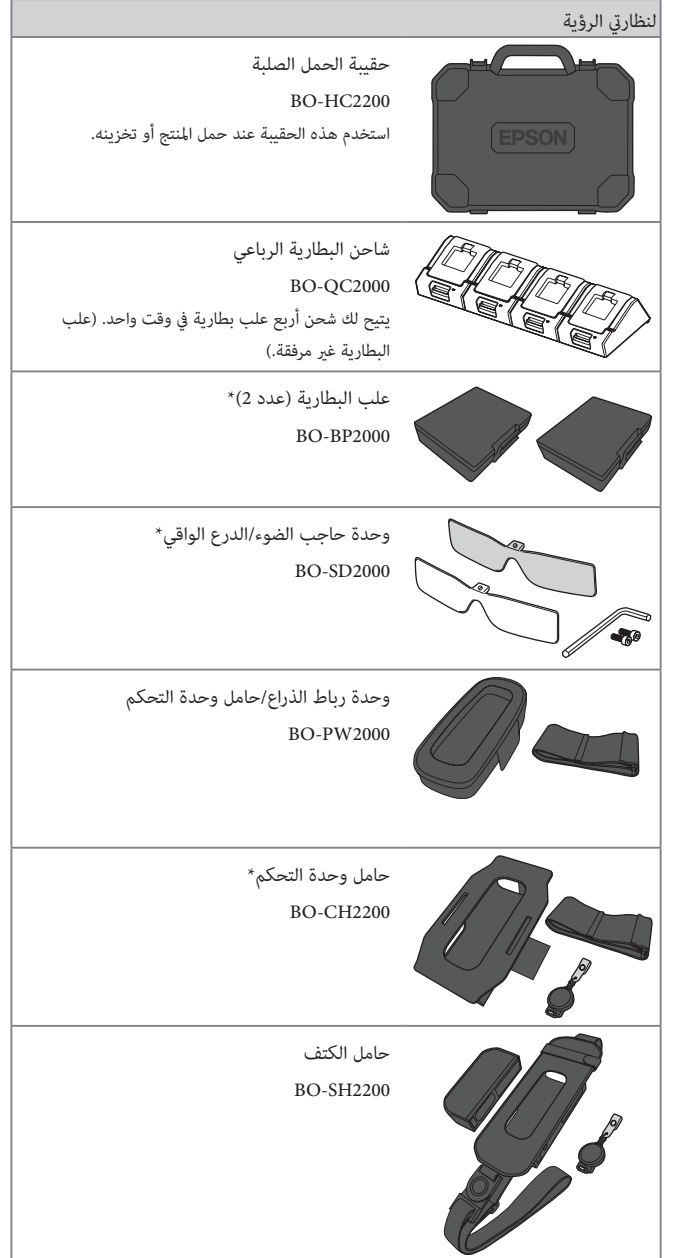 لنظارتي الرؤية
حقيبة الحمل الصلبة
BO-HC2200
استخدم هذه الحقيبة عند حمل المنتج أو تخزينه.
EPSON
شاحن البطارية الرباعي
BO-QC2000
يتيح لك شحن أربع علب بطارية في وقت واحد. (علب
البطارية غير مرفقة.)
علب البطارية (عدد 2)*
BO-BP2000
وحدة حاجب الضوء/الدرع الواقي*
BO-SD2000
وحدة رباط الذراع/حامل وحدة التحكم
BO-PW2000
حامل وحدة التحكم*
BO-CH2200
حامل الكتف
BO-SH2200